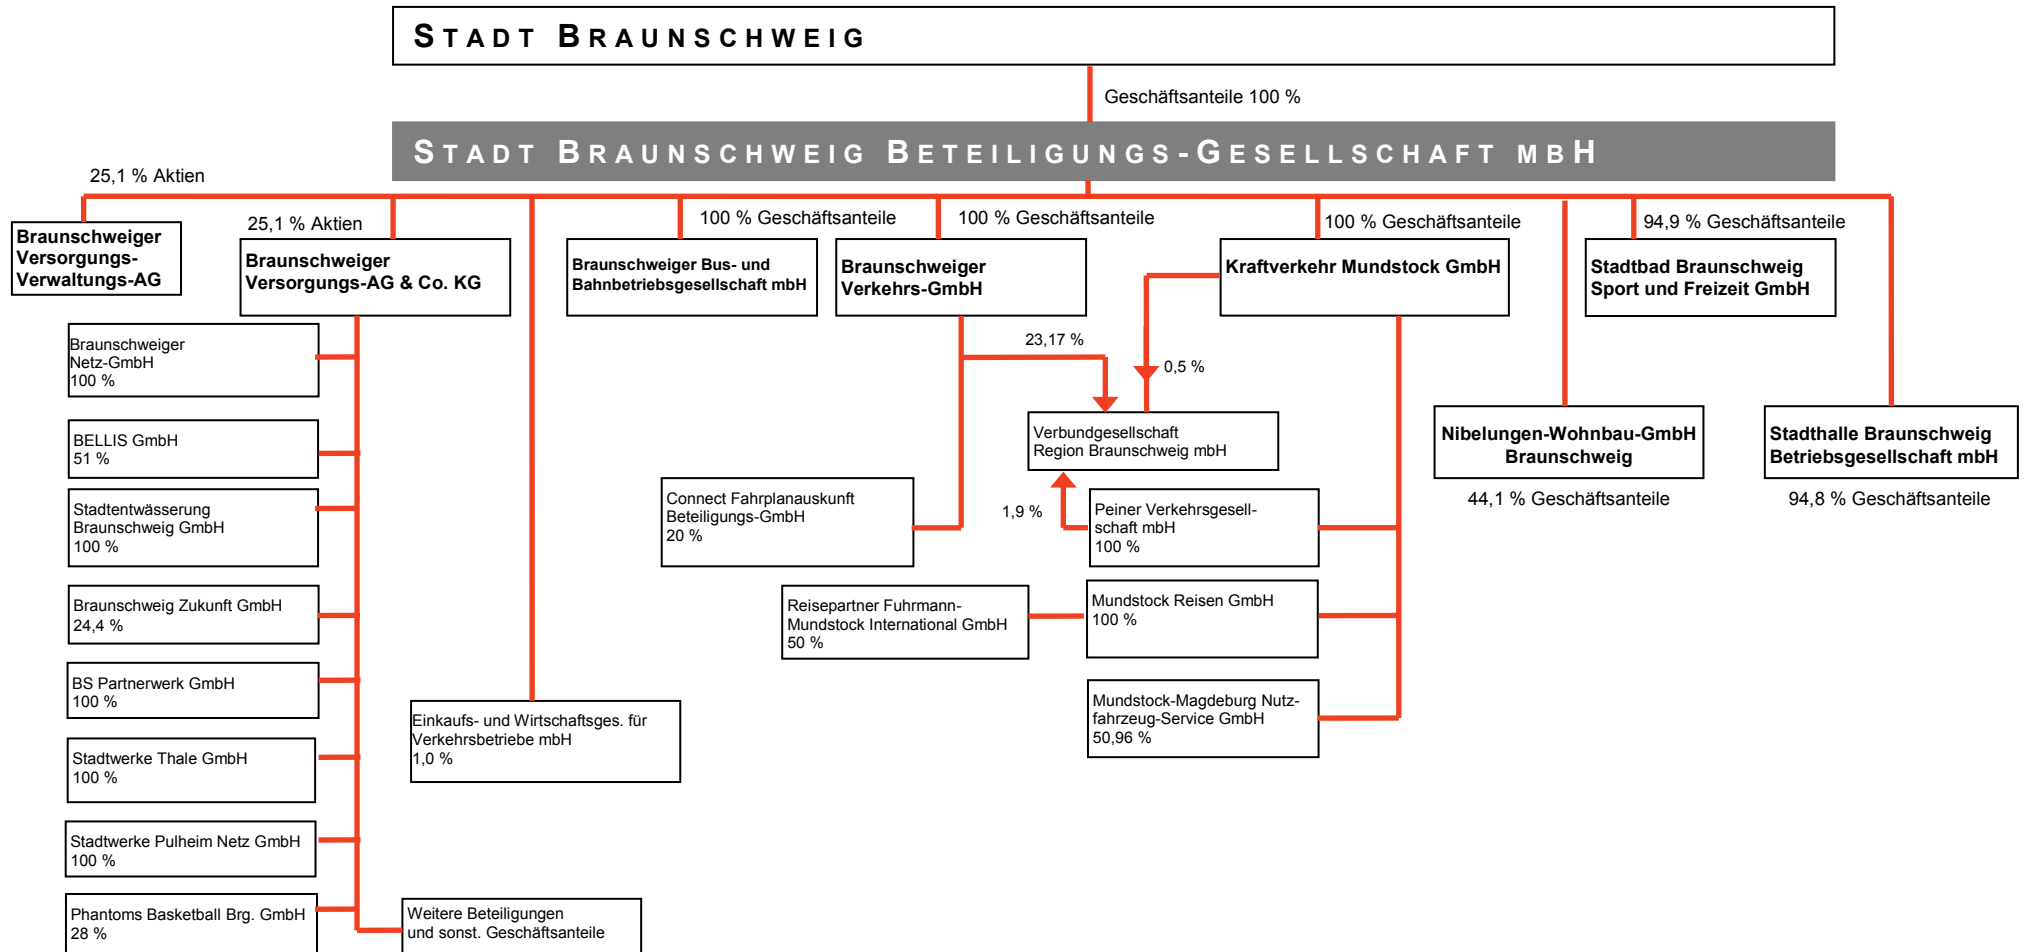 STADT BRAUNSCHWEIG
Geschäftsanteile 100 %
STADT BRAUNSCHWEIG BETEILIGUNGS-GESELLSCHAFT MBH
25,1 % Aktien
Braunschweiger
Versorgungs-
Verwaltungs-AG
25,1 % Aktien
Braunschweiger
Versorgungs-AG & Co. KG
100 % Geschäftsanteile
Braunschweiger Bus- und
Bahnbetriebsgesellschaft mbH
100 % Geschäftsanteile
Braunschweiger
Verkehrs-GmbH
100 % Geschäftsanteile
Kraftverkehr Mundstock GmbH
94,9 % Geschäftsanteile
Stadtbad Braunschweig
Sport und Freizeit GmbH
Braunschweiger
Netz-GmbH
100 %
BELLIS GmbH
51 %
Stadtentwässerung
Braunschweig GmbH
100 %
Braunschweig Zukunft GmbH
24,4 %
BS Partnerwerk GmbH
100 %
Stadtwerke Thale GmbH
100 %
Stadtwerke Pulheim Netz GmbH
100 %
Phantoms Basketball Brg. GmbH
28 %
Weitere Beteiligungen
und sonst. Geschäftsanteile
Einkaufs- und Wirtschaftsges. für
Verkehrsbetriebe mbH
1,0 %
23,17 %
0,5 %
Verbundgesellschaft
Region Braunschweig mbH
Connect Fahrplanauskunft
Beteiligungs-GmbH
20 %
1,9 %
Peiner Verkehrsgesell-
schaft mbH
100 %
Reisepartner Fuhrmann-
Mundstock International GmbH
50 %
Mundstock Reisen GmbH
100 %
Mundstock-Magdeburg Nutz-
fahrzeug-Service GmbH
50,96 %
Nibelungen-Wohnbau-GmbH
Braunschweig
44,1 % Geschäftsanteile
Stadthalle Braunschweig
Betriebsgesellschaft mbH
94,8 % Geschäftsanteile